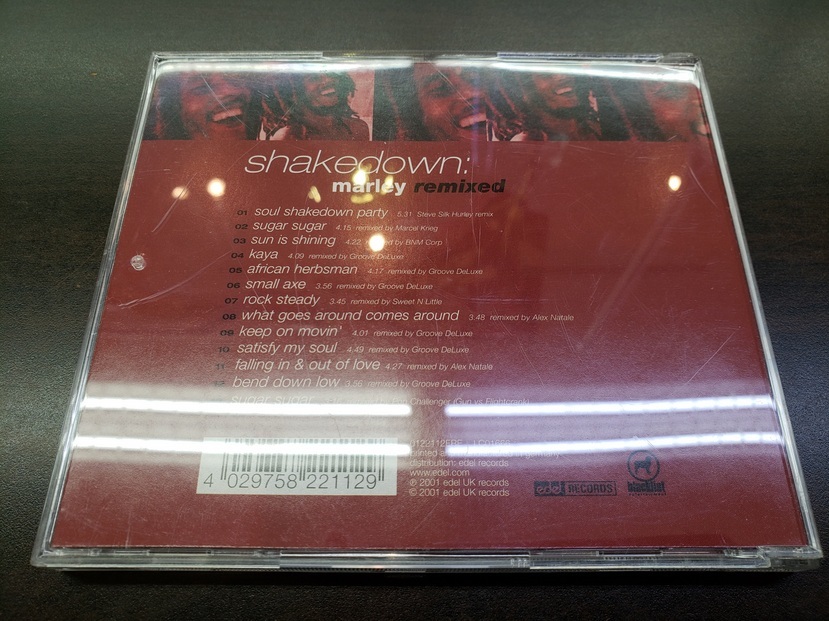 shakedown:
marley remixed
01 soul shakedown party 5.31 Steve Silk Hurley remix
02 sugar sugar 4.15 remixed by Marcel Krieg
03 sun is shining 4.22 by BNM Corp
04 kaya 4.09 remixed by Groove DeLuxe
05 african herbsman 4.17 remixed by Groove DeLuxe
06 small axe 3.56 remixed by Groove DeLuxe
07 rock steady 3.45 remixed by Sweet N Little
08 what goes around comes around 3.48 remixed by Alex Natale
09 keep on movin' 4.01 remixed by Groove DeLuxe
10 satisfy my soul 4.49 remixed by Groove DeLuxe
11 falling in & out of love 4.27 remixed by Alex Natale
12 bend down low 3.56 remixed by Groove DeLuxe
sugar sugar Challenger
printed
distribution: edel records
www.edel.com
℗ 2001 edel UK records
© 2001 edel UK records
4 029758 221129
edel RECORDS
blacklist